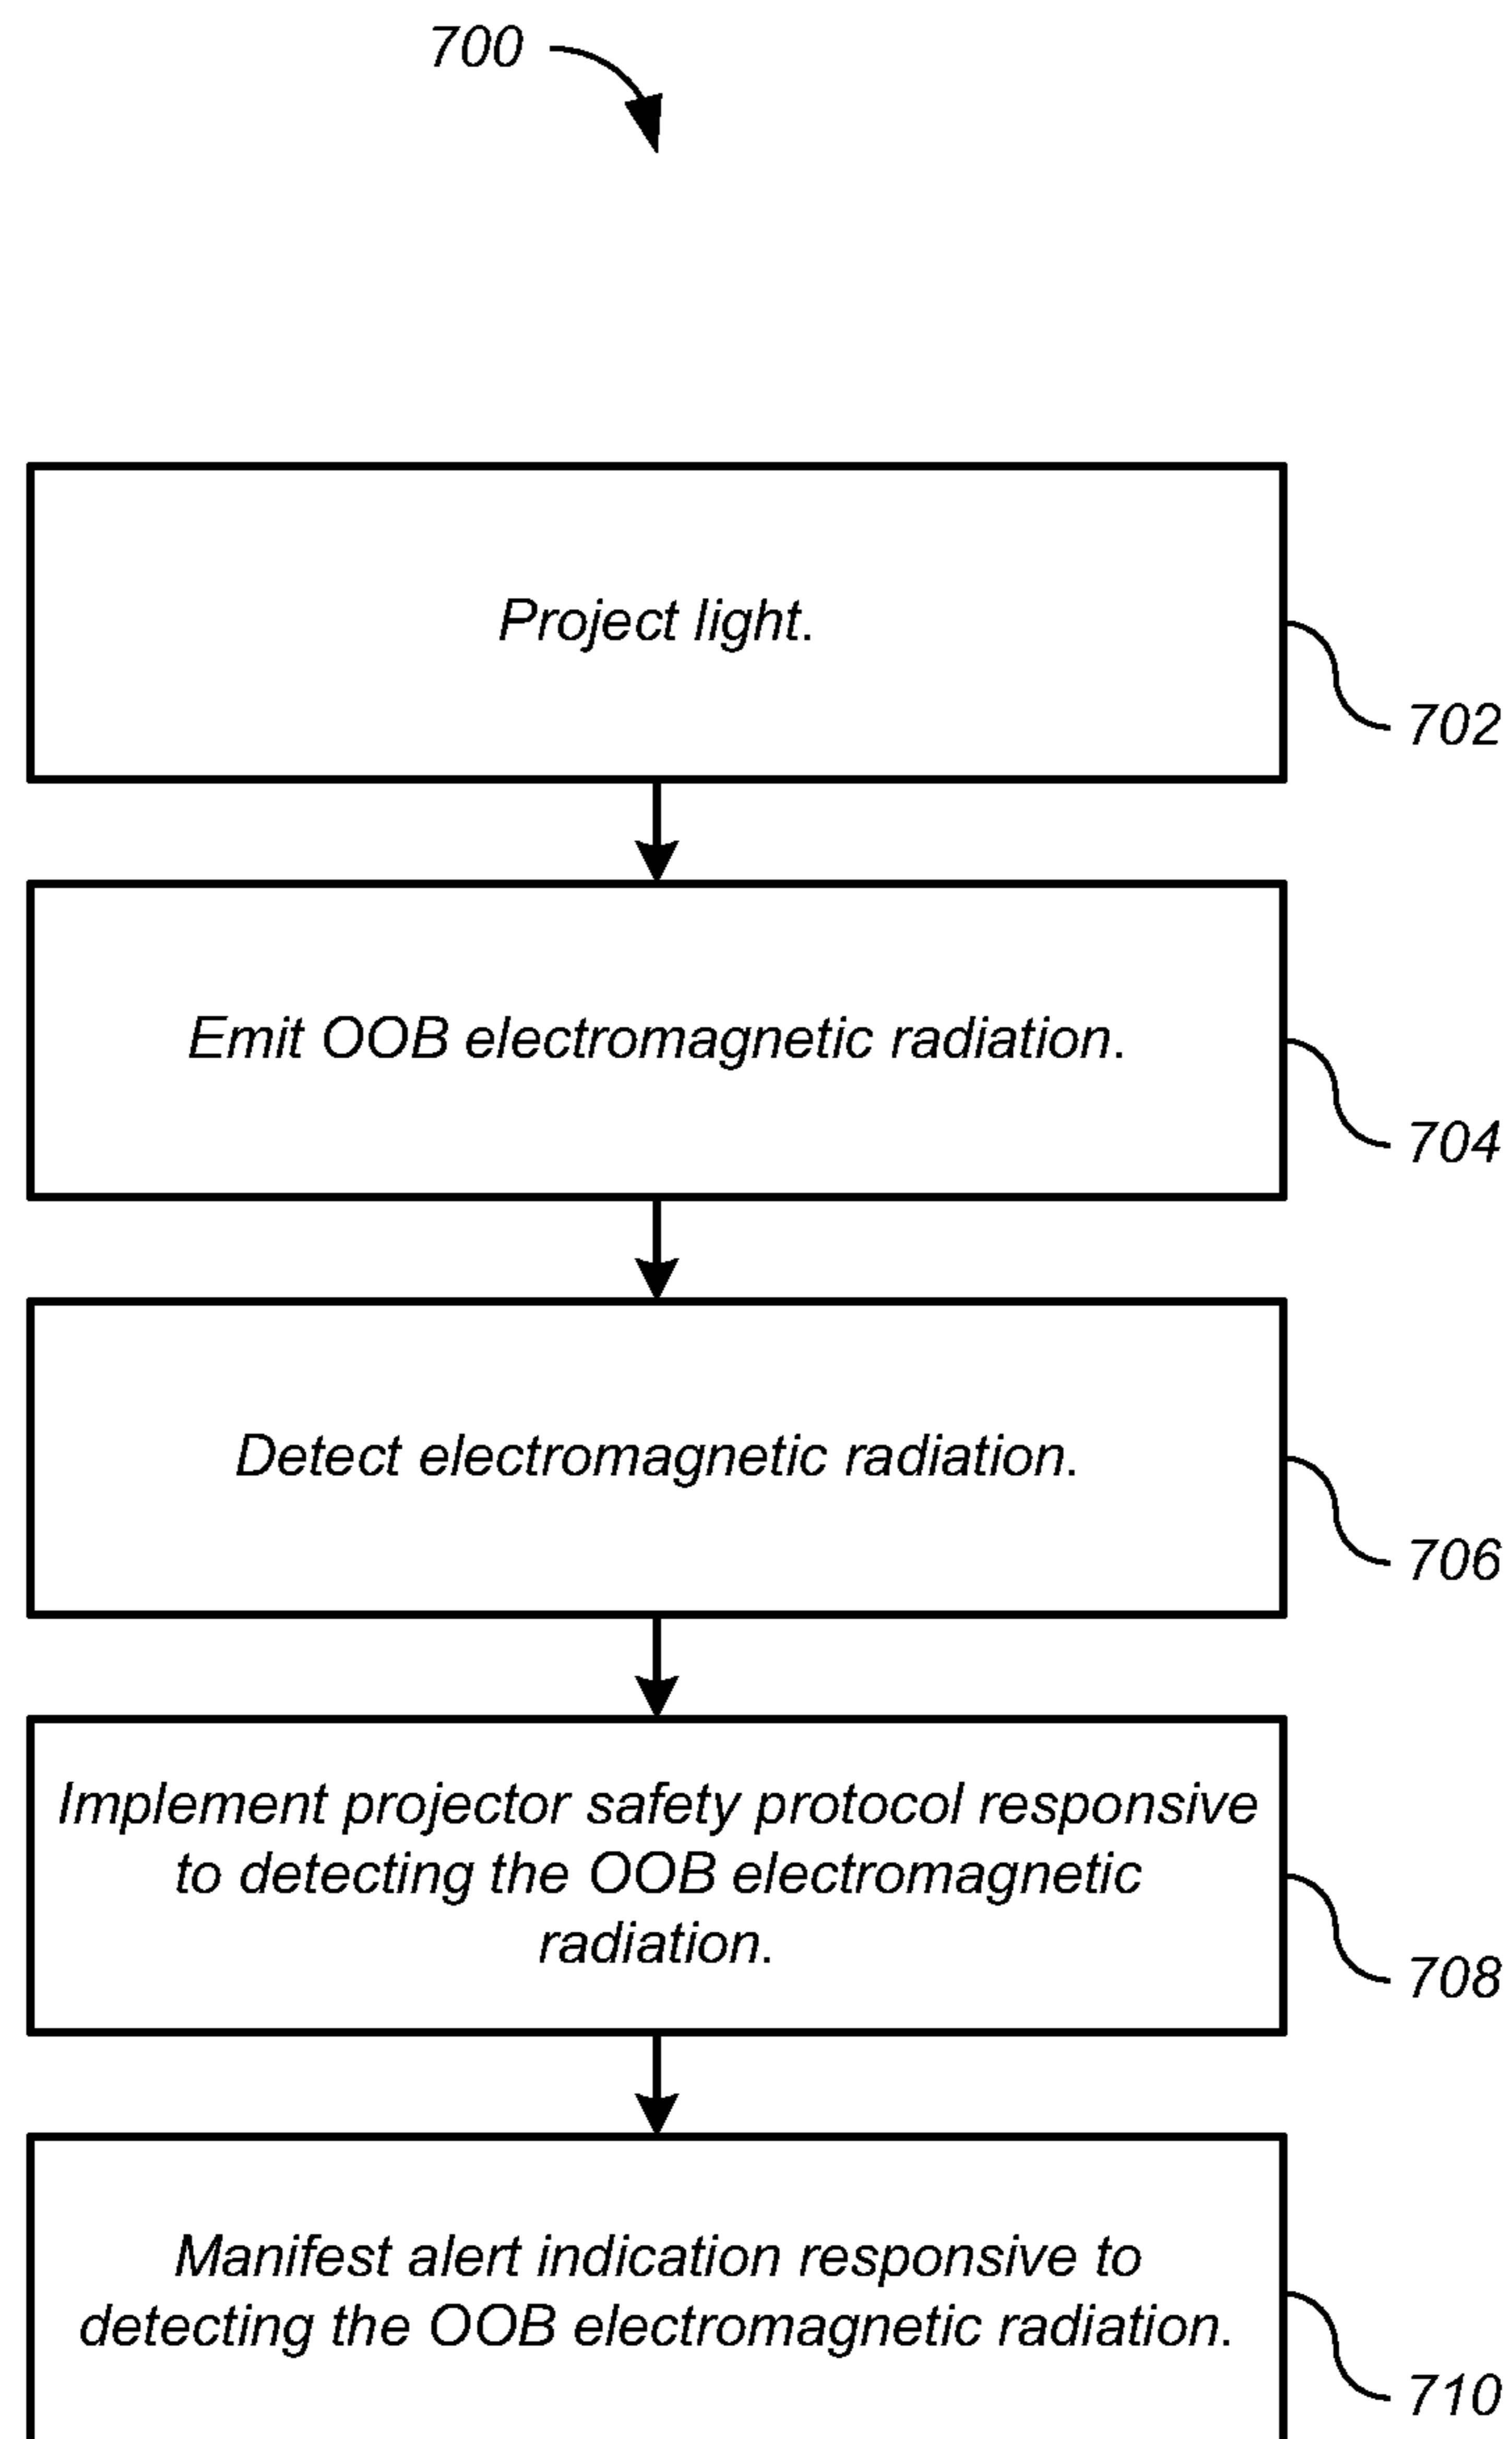 700
Project light.
702
Emit OOB electromagnetic radiation.
704
Detect electromagnetic radiation.
706
Implement projector safety protocol responsive
to detecting the OOB electromagnetic
radiation.
708
Manifest alert indication responsive to
detecting the OOB electromagnetic radiation.
710